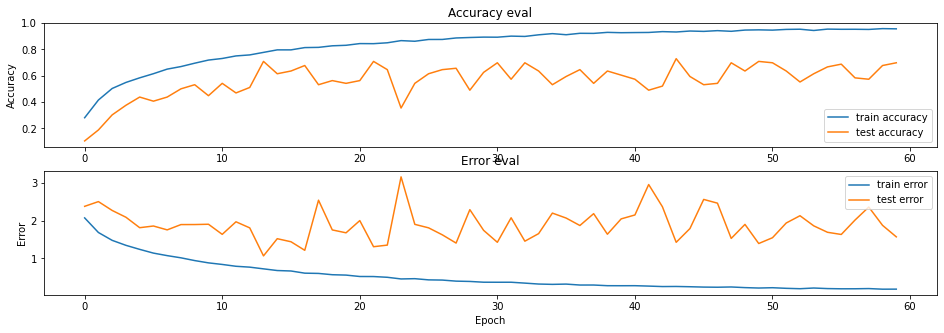 Accuracy eval
1.0
0.8
0.6
0.4
0.2
Accuracy
train accuracy
test accuracy
0 10 20 30 40 50 60
Error eval
3
2
1
Error
train error
test error
0 10 20 30 40 50 60
Epoch